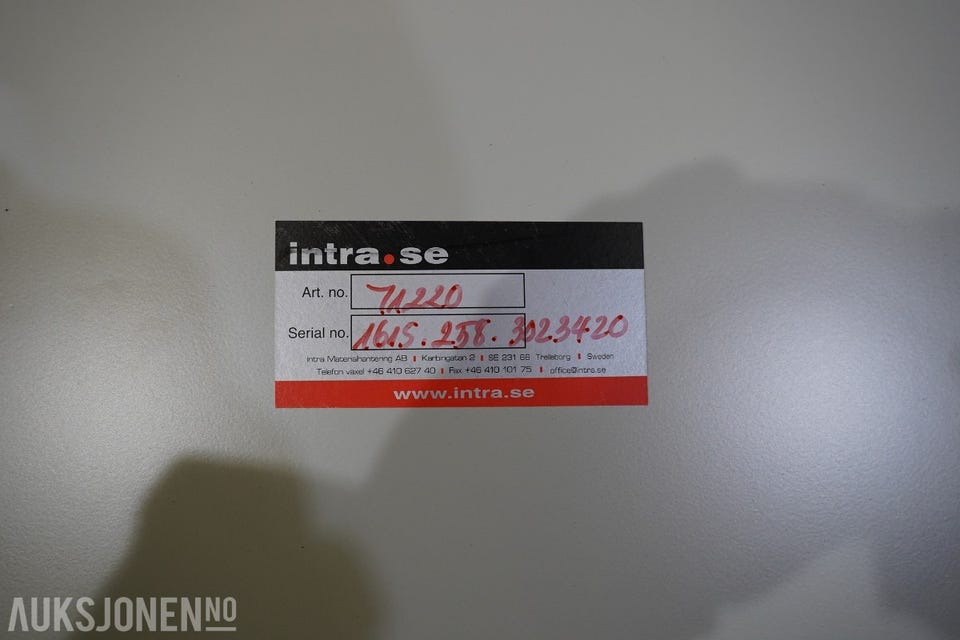 intra.se
Art. no. 71220
Serial no. 1615.258.3023420
Intra Materialhantering AB | Karbingatan 2 | SE 231 66 Trelleborg | Sweden
Telefon växel +46 410 627 40 | Fax +46 410 101 75 | office@intra.se
www.intra.se
AUKSJONEN NO